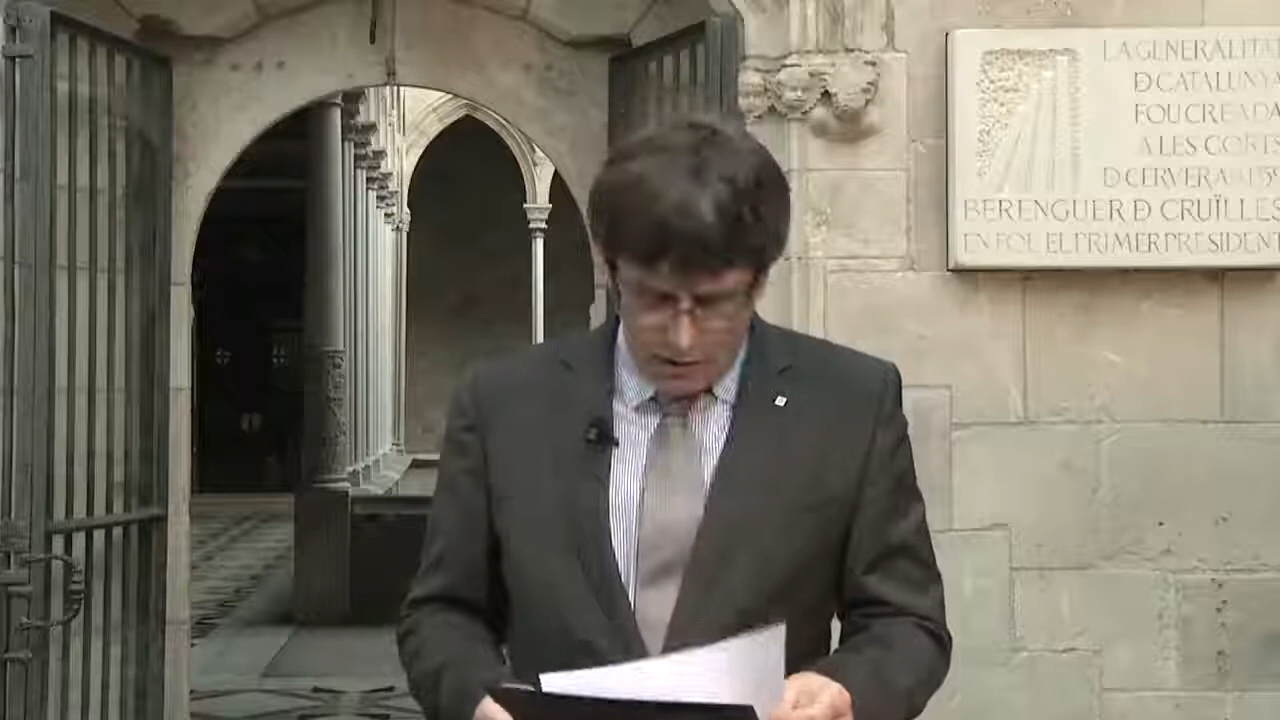 LA GENERALITAT
D CATALUNYA
FOU CREADA
A LES CORTS
D CERVERA
BERENGUER D CRUÏLLES
EN FOU EL PRIMER PRESIDENT